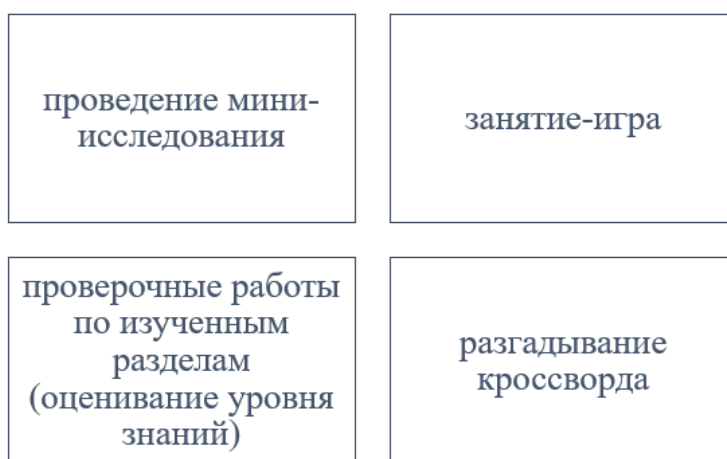 проведение мини-
исследования
занятие-игра
проверочные работы
по изученным
разделам
(оценивание уровня
знаний)
разгадывание
кроссворда